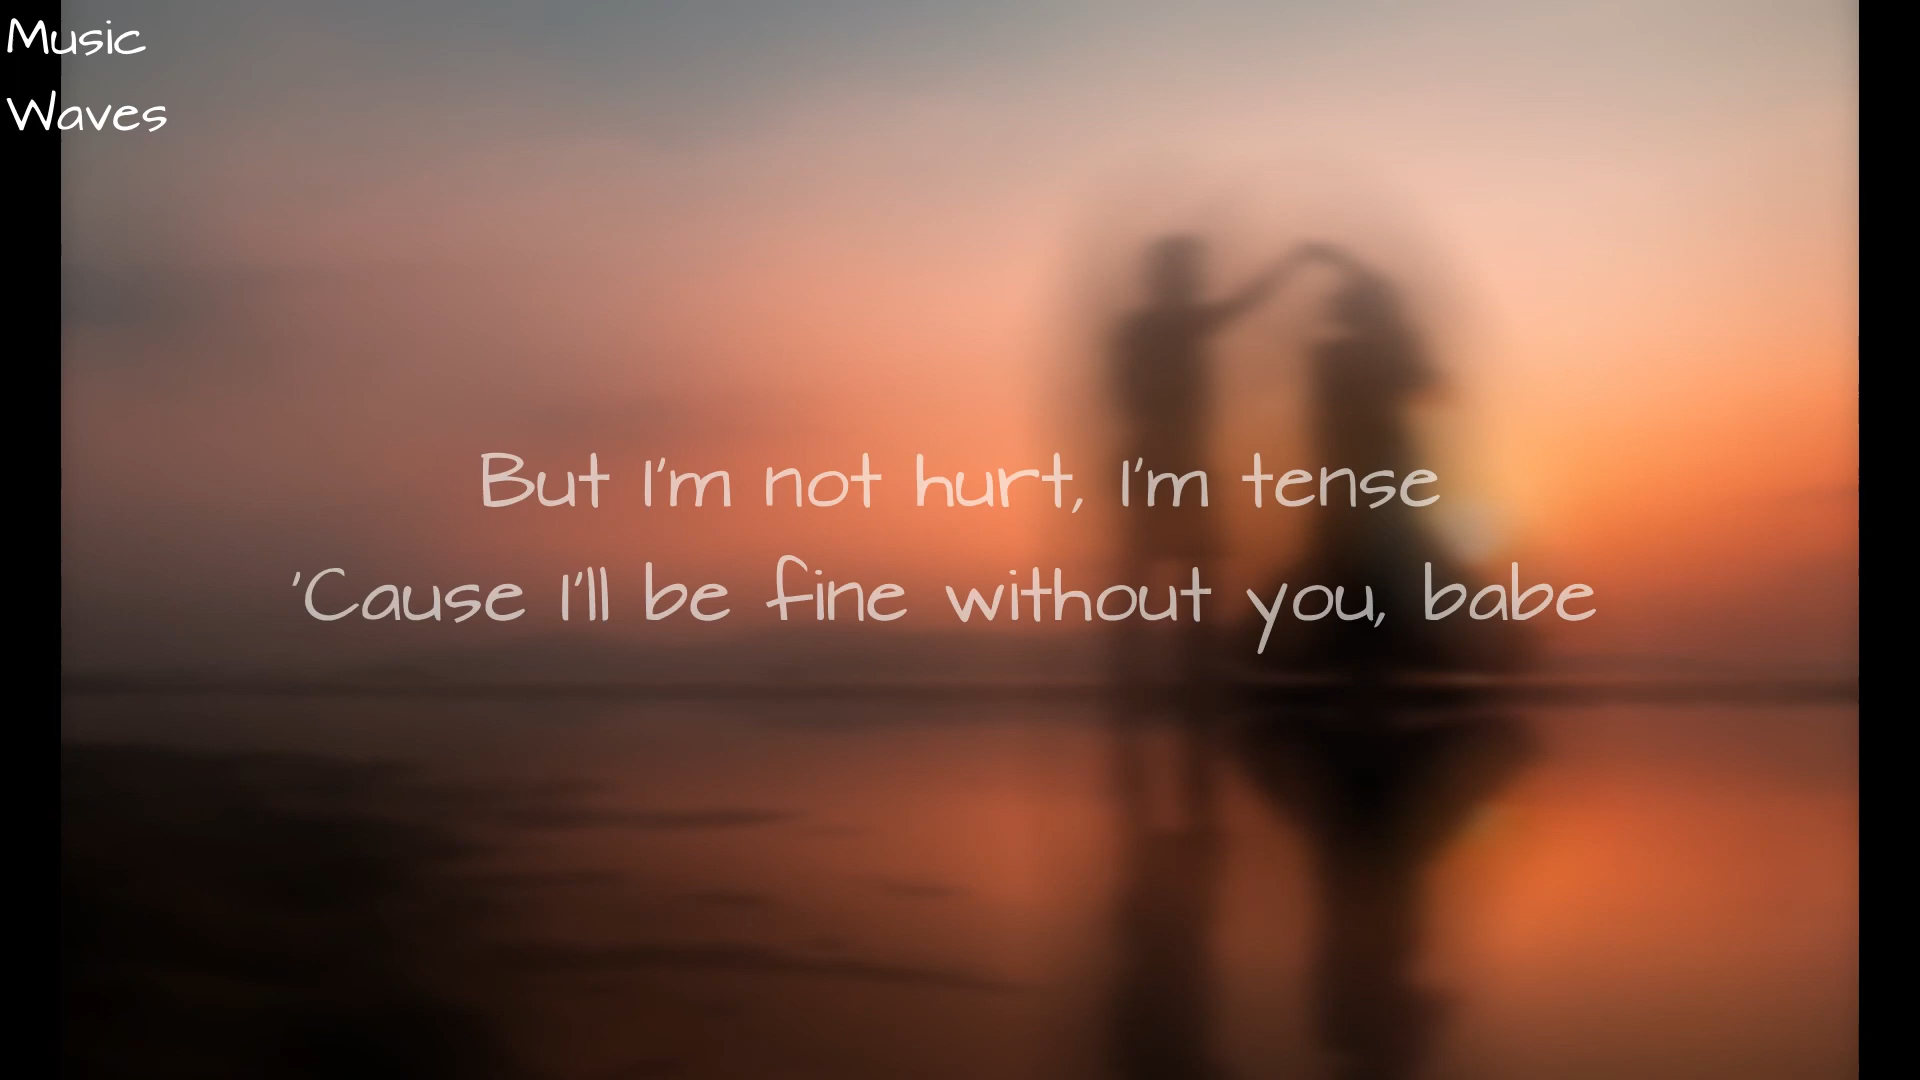 Music
Waves
But I'm not hurt, I'm tense
'Cause I'll be fine without you, babe